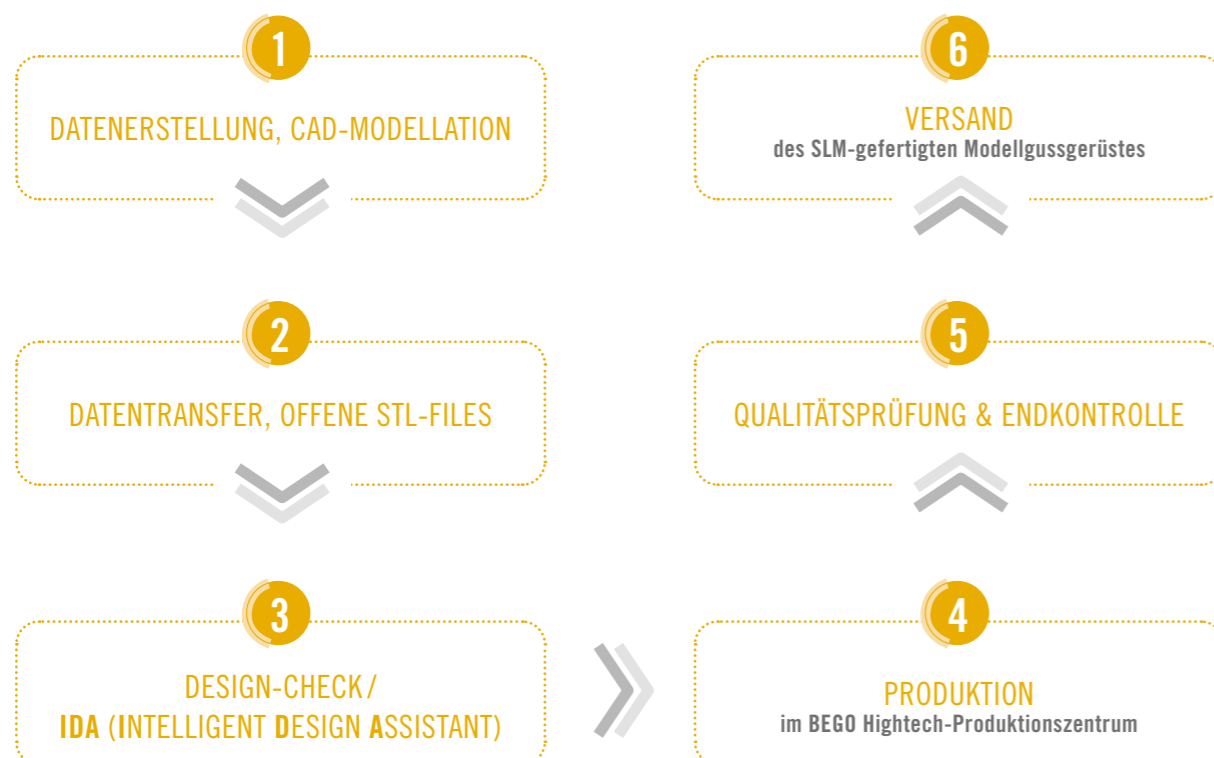 1
DATENERSTELLUNG, CAD-MODELLATION
2
DATENTRANSFER, OFFENE STL-FILES
3
DESIGN-CHECK/
IDA (INTELLIGENT DESIGN ASSISTANT)
4
PRODUKTION
im BEGO Hightech-Produktionszentrum
5
QUALITÄTSPRÜFUNG & ENDKONTROLLE
6
VERSAND
des SLM-gefertigten Modellgussgerüstes